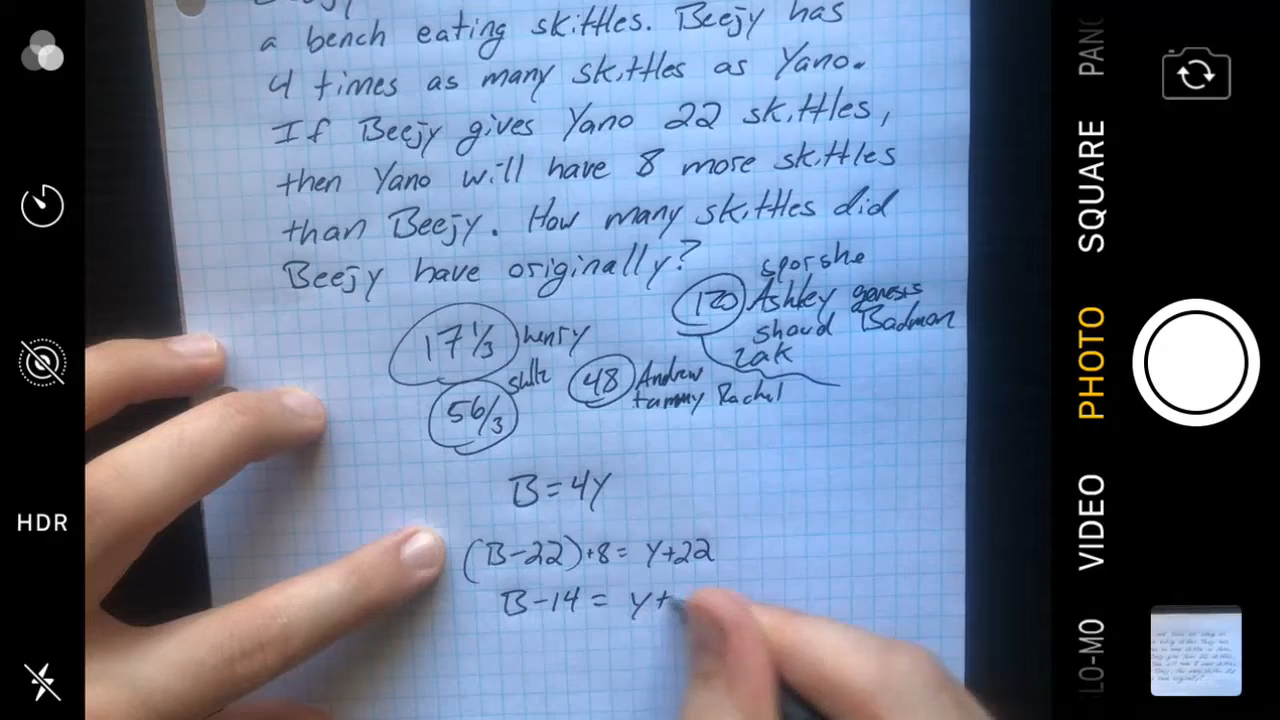 a bench eating skittles. Beejy has
4 times as many skittles as Yano.
If Beejy gives Yano 22 skittles,
then Yano will have 8 more skittles
than Beejy. How many skittles did
Beejy have originally?
sporshe
120 Ashley genesis
shoud Badman
zak
17 1/3 henry
48 Andrew
tammy Rachel
56/3
B=4Y
(B-22)+8= Y+22
B-14 = Y+
HDR
PANO
SQUARE
PHOTO
VIDEO
SLO-MO